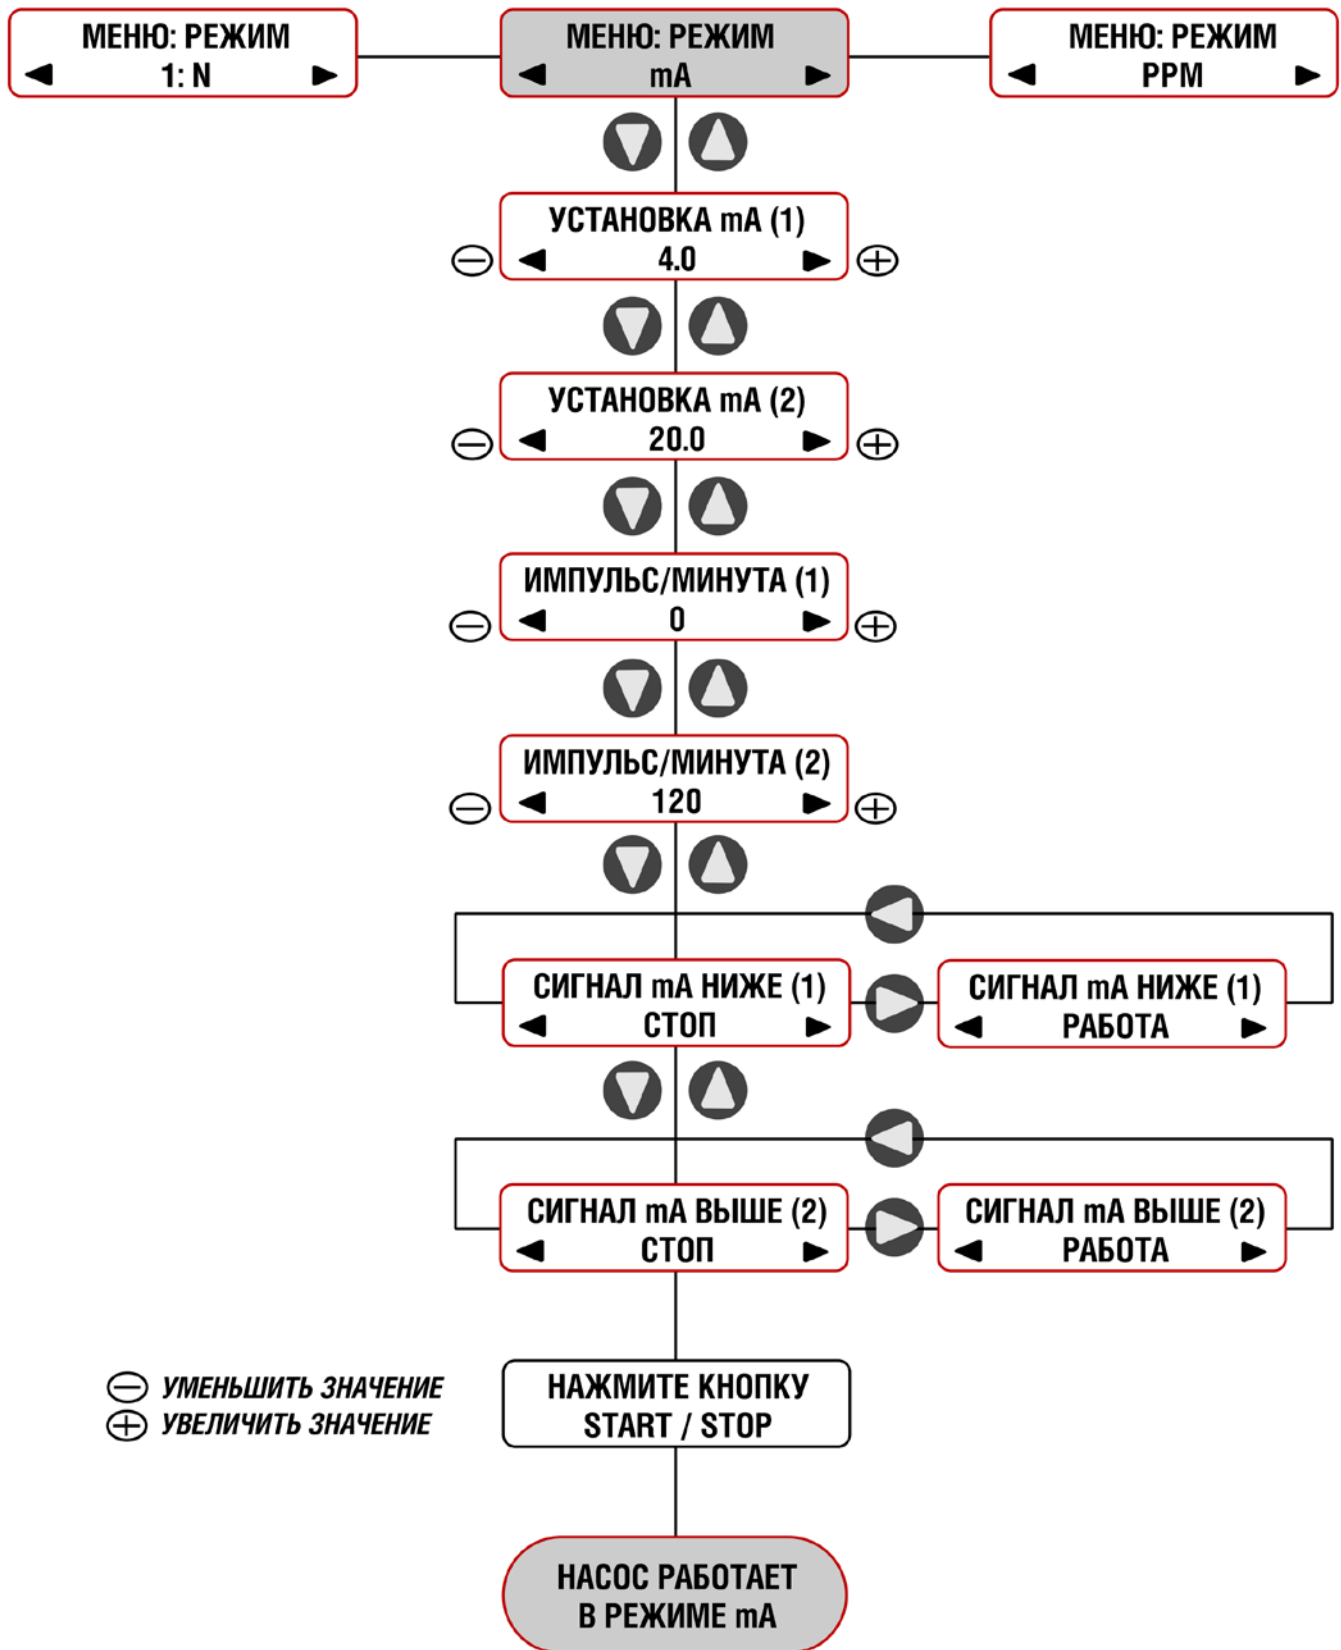 МЕНЮ: РЕЖИМ
1: N
МЕНЮ: РЕЖИМ
mA
МЕНЮ: РЕЖИМ
PPM
УСТАНОВКА mA (1)
4.0
УСТАНОВКА mA (2)
20.0
ИМПУЛЬС/МИНУТА (1)
0
ИМПУЛЬС/МИНУТА (2)
120
СИГНАЛ mA НИЖЕ (1)
СТОП
СИГНАЛ mA НИЖЕ (1)
РАБОТА
СИГНАЛ mA ВЫШЕ (2)
СТОП
СИГНАЛ mA ВЫШЕ (2)
РАБОТА
УМЕНЬШИТЬ ЗНАЧЕНИЕ
УВЕЛИЧИТЬ ЗНАЧЕНИЕ
НАЖМИТЕ КНОПКУ
START / STOP
НАСОС РАБОТАЕТ
В РЕЖИМЕ mA